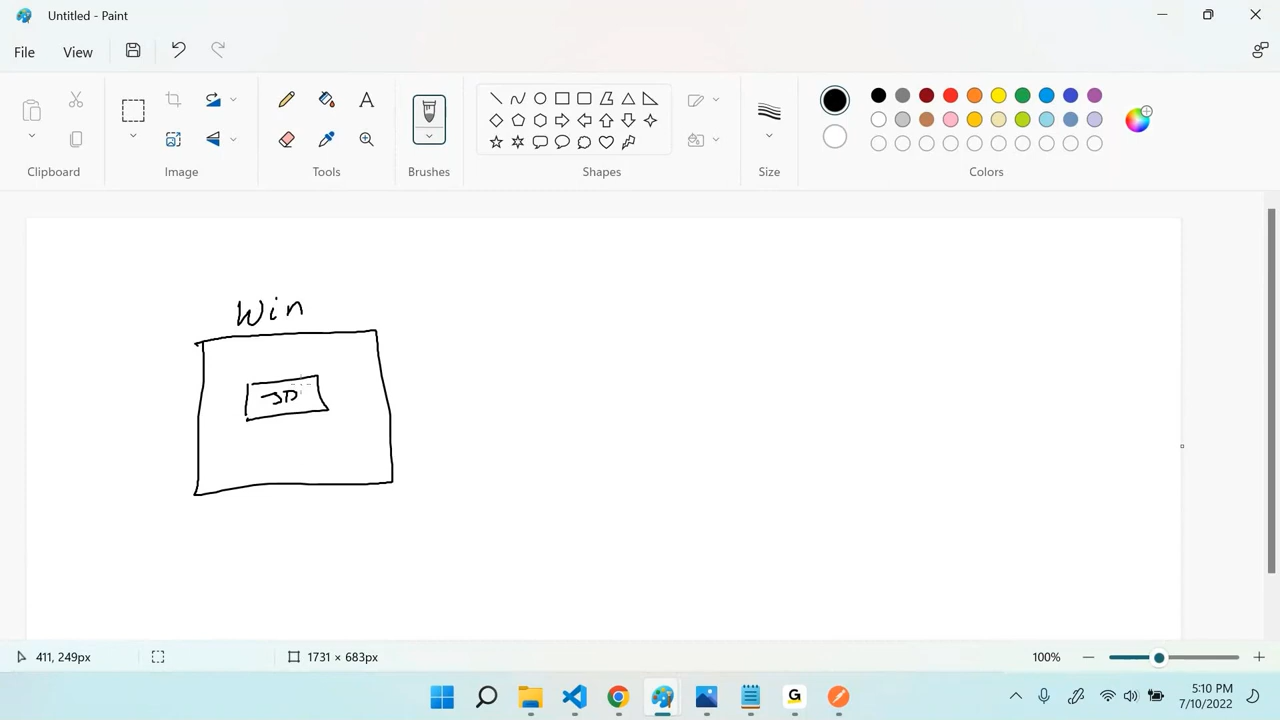 Untitled - Paint
File View
Clipboard
Image
Tools
Brushes
Shapes
Size
Colors
Win
411, 249px
1731 × 683px
100%
G
5:10 PM
7/10/2022